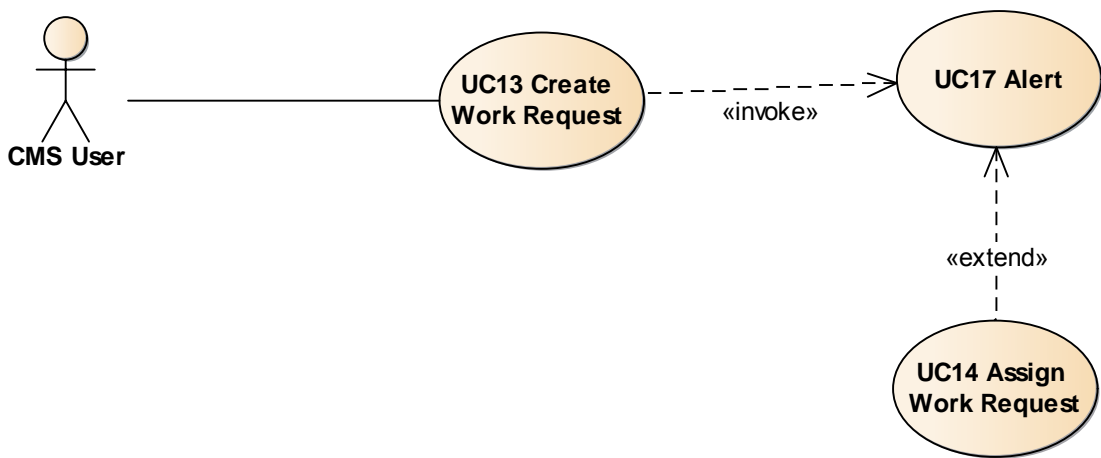 CMS User
UC13 Create
Work Request
«invoke»
UC17 Alert
«extend»
UC14 Assign
Work Request